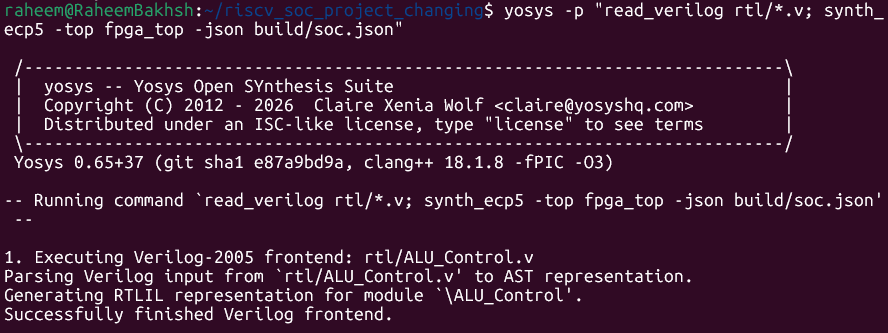 raheem@RaheemBakhsh:~/riscv_soc_project_changing$ yosys -p "read_verilog rtl/*.v; synth_
ecp5 -top fpga_top -json build/soc.json"
/----------------------------------------------------------------------------\
|  yosys -- Yosys Open SYnthesis Suite                                       |
|  Copyright (C) 2012 - 2026  Claire Xenia Wolf <claire@yosyshq.com>         |
|  Distributed under an ISC-like license, type "license" to see terms        |
\----------------------------------------------------------------------------/
Yosys 0.65+37 (git sha1 e87a9bd9a, clang++ 18.1.8 -fPIC -O3)
-- Running command `read_verilog rtl/*.v; synth_ecp5 -top fpga_top -json build/soc.json'
--
1. Executing Verilog-2005 frontend: rtl/ALU_Control.v
Parsing Verilog input from `rtl/ALU_Control.v' to AST representation.
Generating RTLIL representation for module `\ALU_Control'.
Successfully finished Verilog frontend.